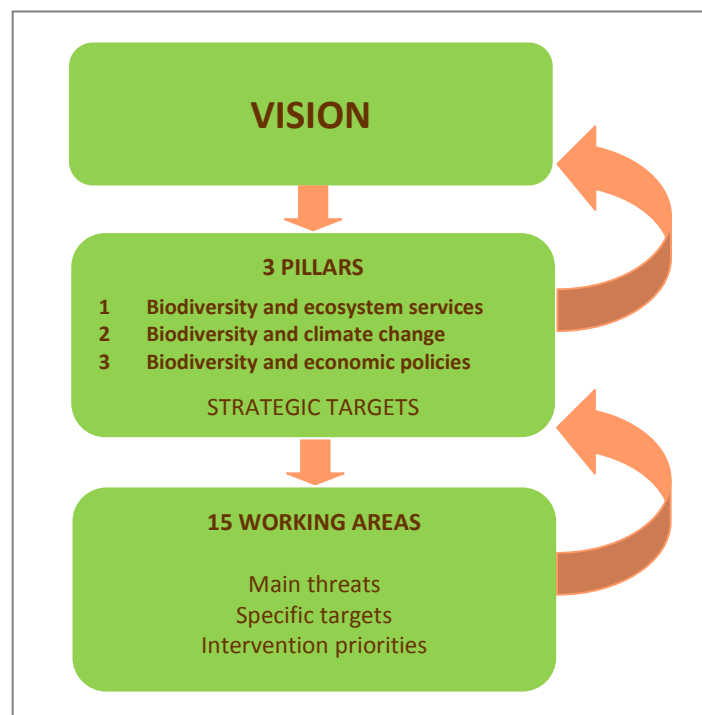 VISION
3 PILLARS
1 Biodiversity and ecosystem services
2 Biodiversity and climate change
3 Biodiversity and economic policies
STRATEGIC TARGETS
15 WORKING AREAS
Main threats
Specific targets
Intervention priorities